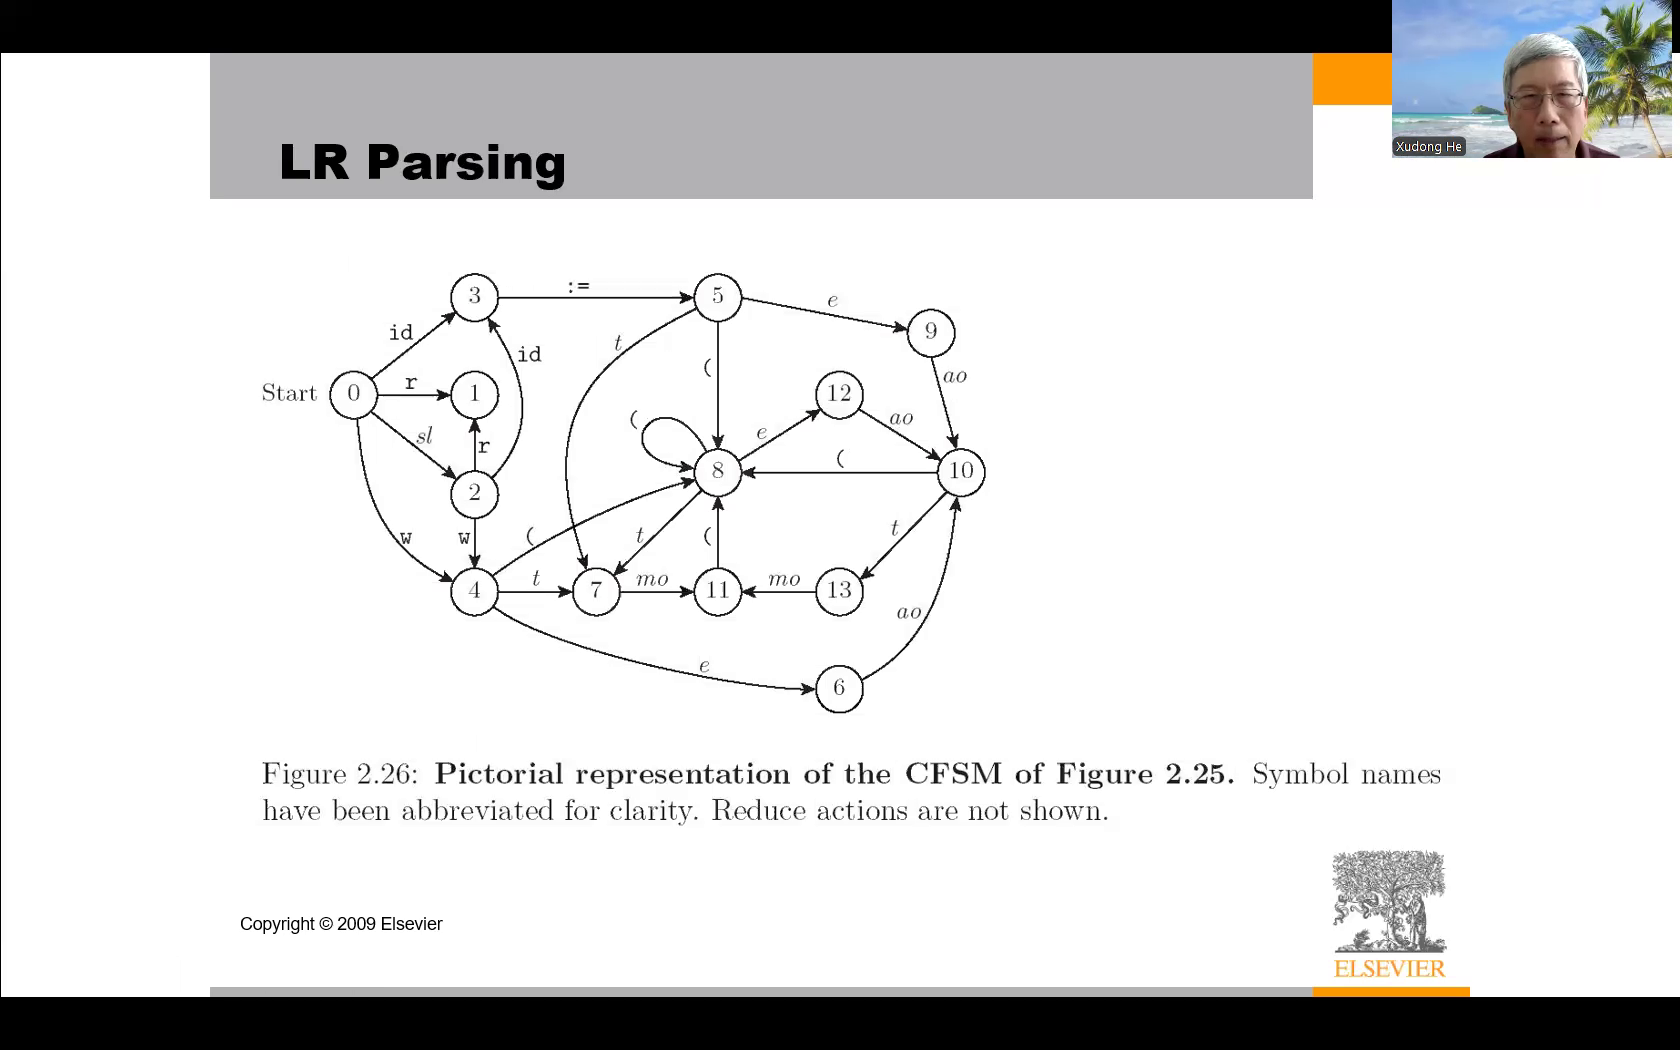 Xudong He
LR Parsing
3
:=
5
e
9
id
t
id
(
ao
Start
0
r
1
12
(
e
ao
sl
r
8
(
10
2
w
w
(
t
(
t
4
t
7
mo
11
mo
13
ao
e
6
Figure 2.26: Pictorial representation of the CFSM of Figure 2.25. Symbol names
have been abbreviated for clarity. Reduce actions are not shown.
Copyright © 2009 Elsevier
ELSEVIER